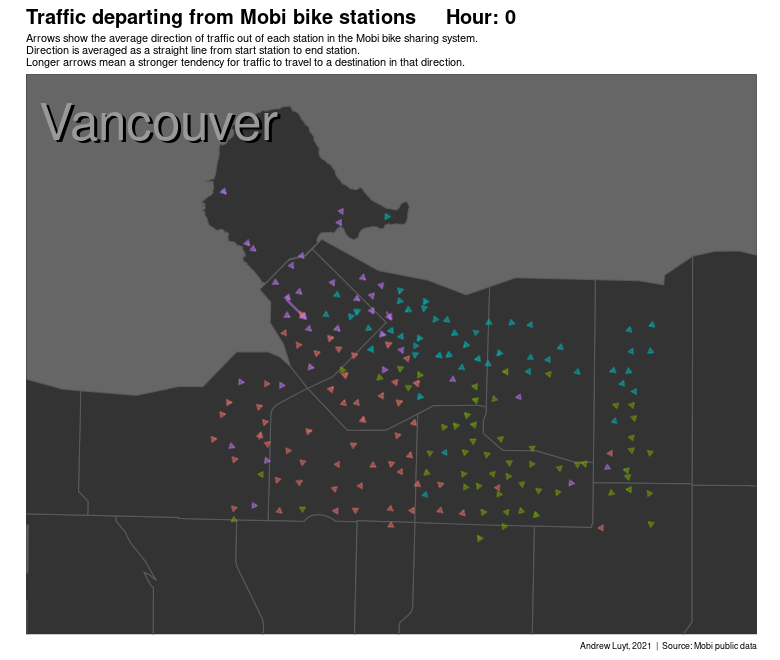 Traffic departing from Mobi bike stations Hour: 0
Arrows show the average direction of traffic out of each station in the Mobi bike sharing system.
Direction is averaged as a straight line from start station to end station.
Longer arrows mean a stronger tendency for traffic to travel to a destination in that direction.
Vancouver
Andrew Luyt, 2021 | Source: Mobi public data